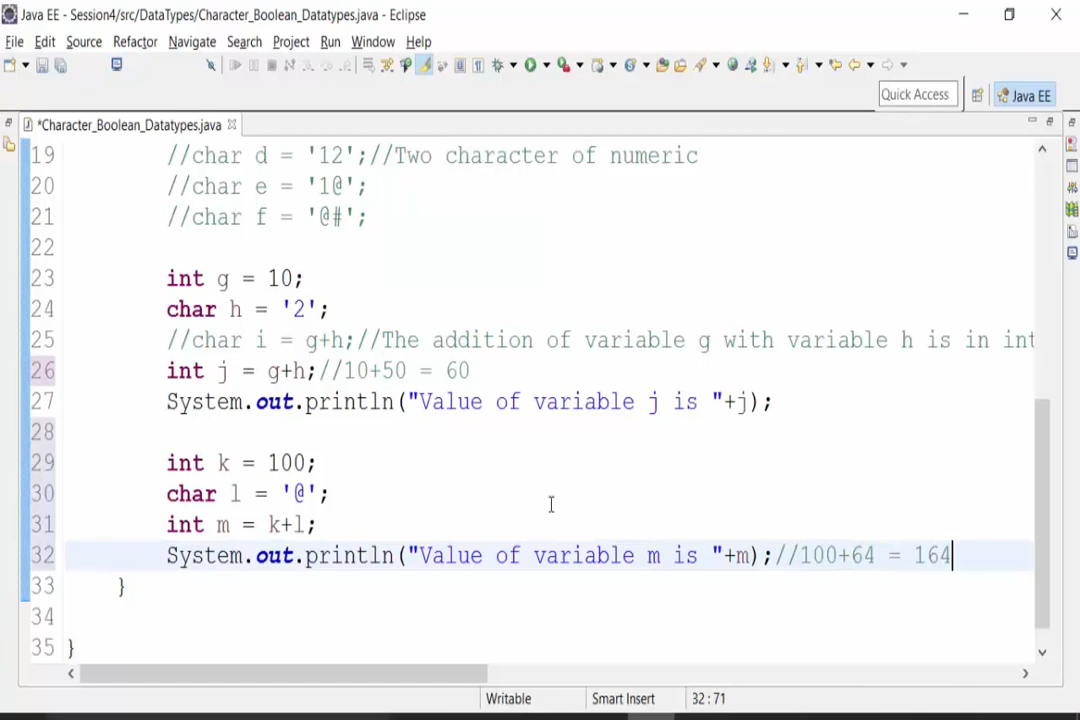 Java EE - Session4/src/DataTypes/Character_Boolean_Datatypes.java - Eclipse
File Edit Source Refactor Navigate Search Project Run Window Help
Quick Access
Java EE
*Character_Boolean_Datatypes.java
19 //char d = '12';//Two character of numeric
20 //char e = '1@';
21 //char f = '@#';
22
23 int g = 10;
24 char h = '2';
25 //char i = g+h;//The addition of variable g with variable h is in int
26 int j = g+h;//10+50 = 60
27 System.out.println("Value of variable j is "+j);
28
29 int k = 100;
30 char l = '@';
31 int m = k+l;
32 System.out.println("Value of variable m is "+m);//100+64 = 164
33 }
34
35 }
Writable Smart Insert 32:71